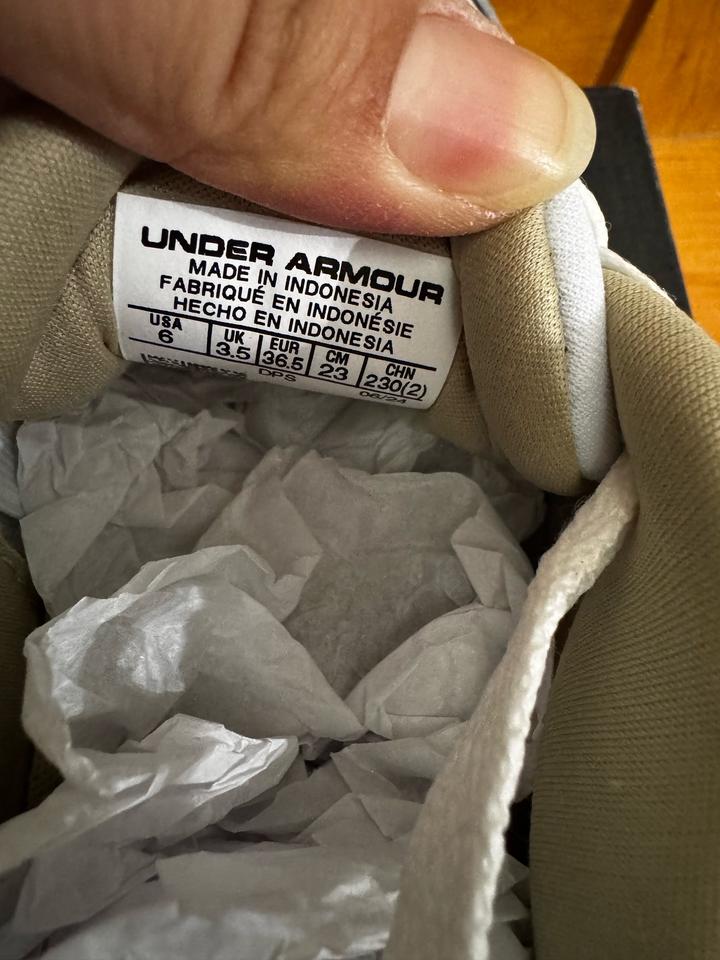 UNDER ARMOUR
MADE IN INDONESIA
FABRIQUÉ EN INDONÉSIE
HECHO EN INDONESIA
USA UK EUR CM CHN
6 3.5 36.5 23 230(2)
DPS 06/24